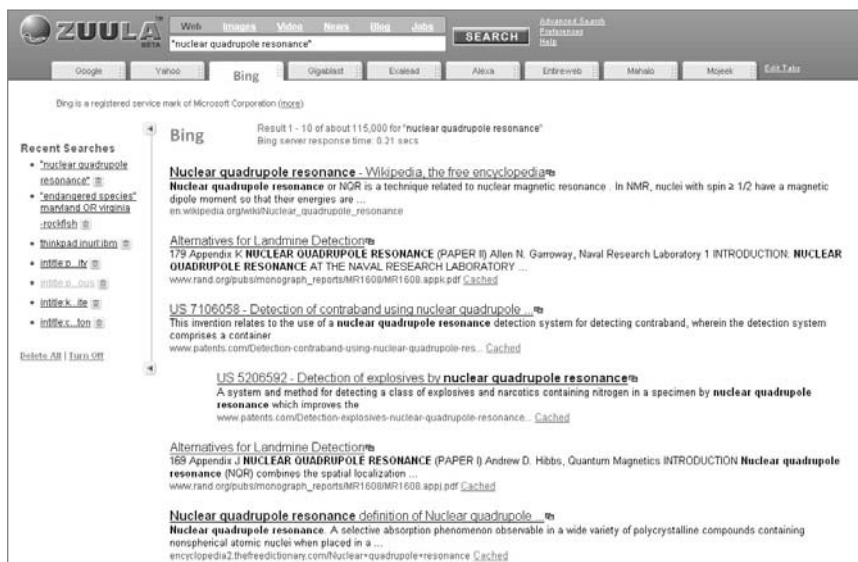 ZUULA
BETA
Web Images Video News Blog Jobs
"nuclear quadrupole resonance"
SEARCH
Advanced Search
Preferences
Help
Google Yahoo Bing Gigablast Exalead Alexa Entireweb Mahalo Mojeek Edit Tabs
Bing is a registered service mark of Microsoft Corporation (more)
Recent Searches
"nuclear quadrupole
resonance"
"endangered species"
maryland OR virginia
-rockfish
thinkpad inurl:ibm
intitle:p...ity
intitle:p...ous
intitle:k...ite
intitle:c...ton
Delete All | Turn Off
Bing
Result 1 - 10 of about 115,000 for "nuclear quadrupole resonance"
Bing server response time: 0.21 secs
Nuclear quadrupole resonance - Wikipedia, the free encyclopedia
Nuclear quadrupole resonance or NQR is a technique related to nuclear magnetic resonance . In NMR, nuclei with spin ≥ 1/2 have a magnetic
dipole moment so that their energies are ...
en.wikipedia.org/wiki/Nuclear_quadrupole_resonance
Alternatives for Landmine Detection
179 Appendix K NUCLEAR QUADRUPOLE RESONANCE (PAPER II) Allen N. Garroway, Naval Research Laboratory 1 INTRODUCTION: NUCLEAR
QUADRUPOLE RESONANCE AT THE NAVAL RESEARCH LABORATORY ...
www.rand.org/pubs/monograph_reports/MR1608/MR1608.appk.pdf Cached
US 7106058 - Detection of contraband using nuclear quadrupole ...
This invention relates to the use of a nuclear quadrupole resonance detection system for detecting contraband, wherein the detection system
comprises a container
www.patents.com/Detection-contraband-using-nuclear-quadrupole-res... Cached
US 5206592 - Detection of explosives by nuclear quadrupole resonance
A system and method for detecting a class of explosives and narcotics containing nitrogen in a specimen by nuclear quadrupole
resonance which improves the
www.patents.com/Detection-explosives-nuclear-quadrupole-resonance... Cached
Alternatives for Landmine Detection
169 Appendix J NUCLEAR QUADRUPOLE RESONANCE (PAPER I) Andrew D. Hibbs, Quantum Magnetics INTRODUCTION Nuclear quadrupole
resonance (NQR) combines the spatial localization ...
www.rand.org/pubs/monograph_reports/MR1608/MR1608.appj.pdf Cached
Nuclear quadrupole resonance definition of Nuclear quadrupole ...
Nuclear quadrupole resonance. A selective absorption phenomenon observable in a wide variety of polycrystalline compounds containing
nonspherical atomic nuclei when placed in a ...
encyclopedia2.thefreedictionary.com/Nuclear+quadrupole+resonance Cached